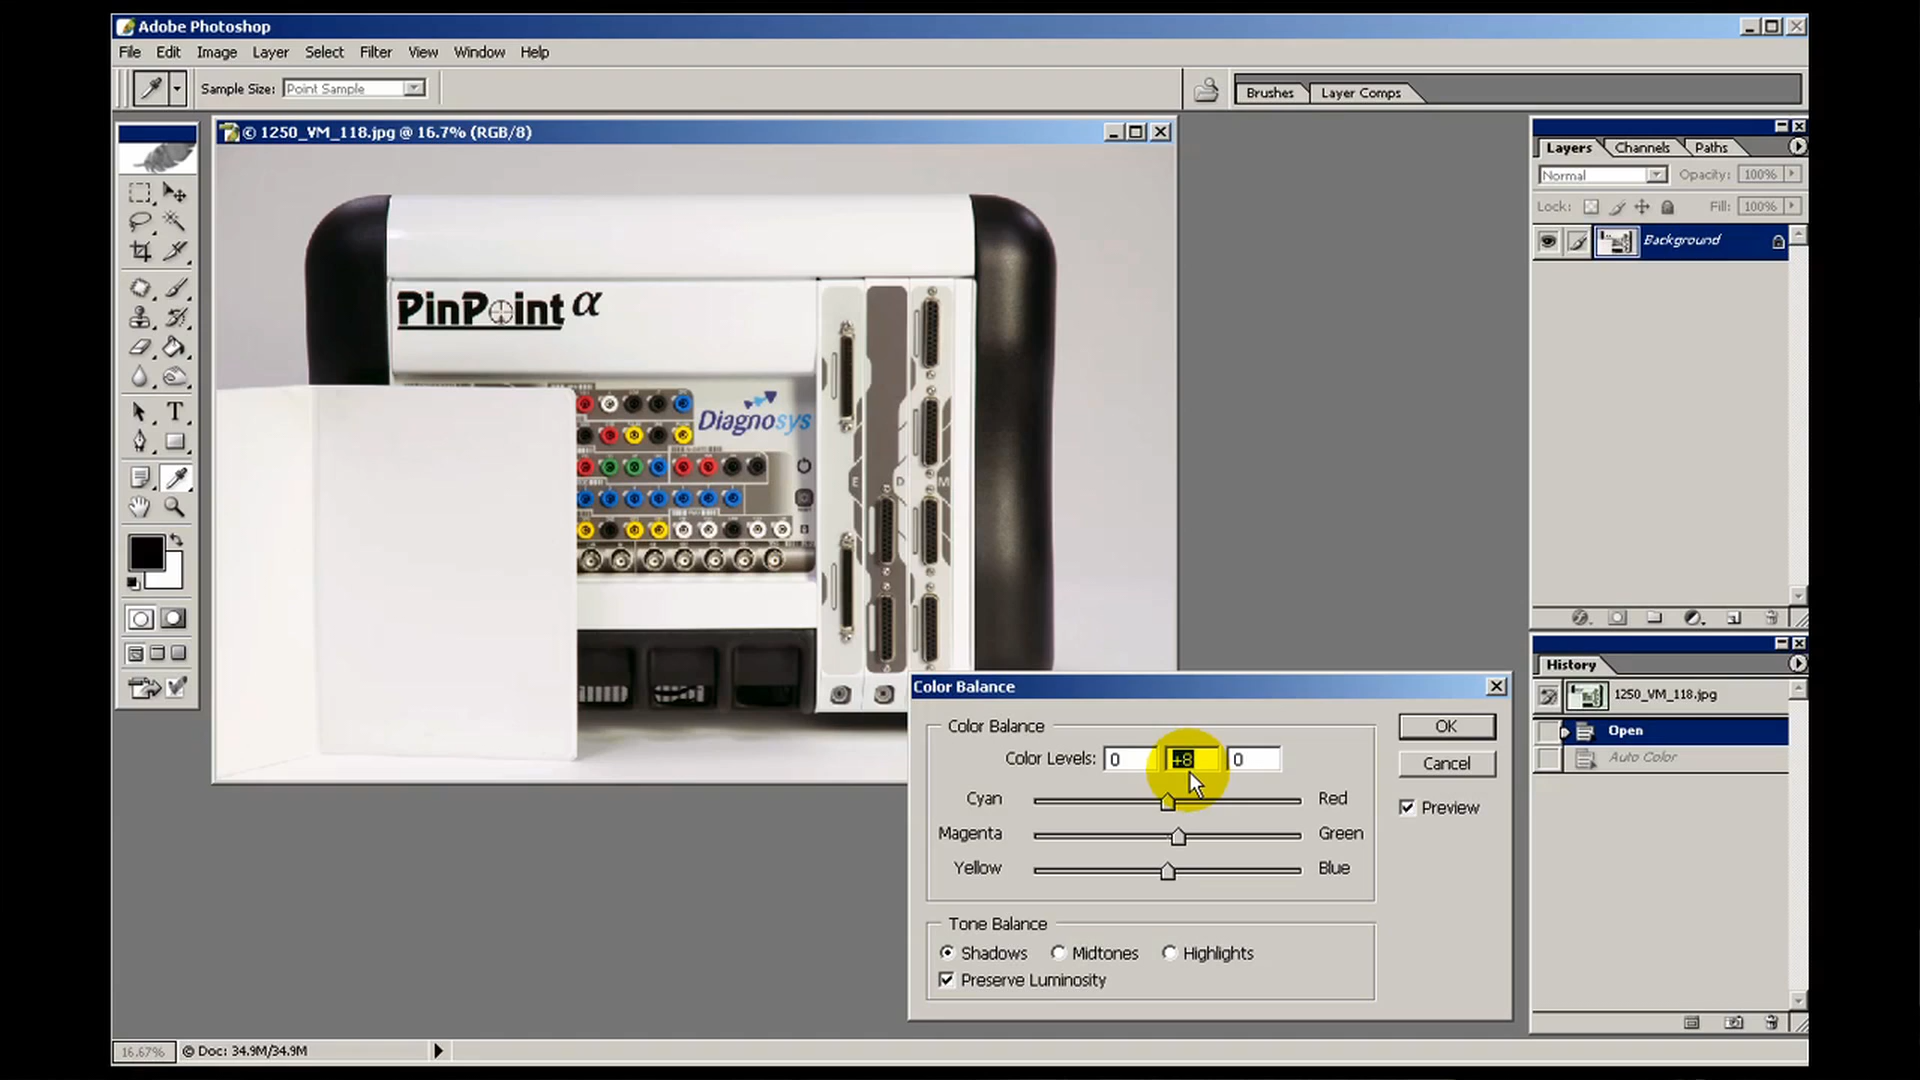 Adobe Photoshop
File Edit Image Layer Select Filter View Window Help
Sample Size: Point Sample
Brushes Layer Comps
© 1250_VM_118.jpg @ 16.7% (RGB/8)
PinPoint α
Diagnosys
E D M
Layers Channels Paths
Normal Opacity: 100%
Lock: Fill: 100%
Background
History
1250_VM_118.jpg
Open
Auto Color
Color Balance
Color Balance
Color Levels: 0 +8 0
Cyan Red
Magenta Green
Yellow Blue
OK
Cancel
Preview
Tone Balance
Shadows Midtones Highlights
Preserve Luminosity
16.67% © Doc: 34.9M/34.9M